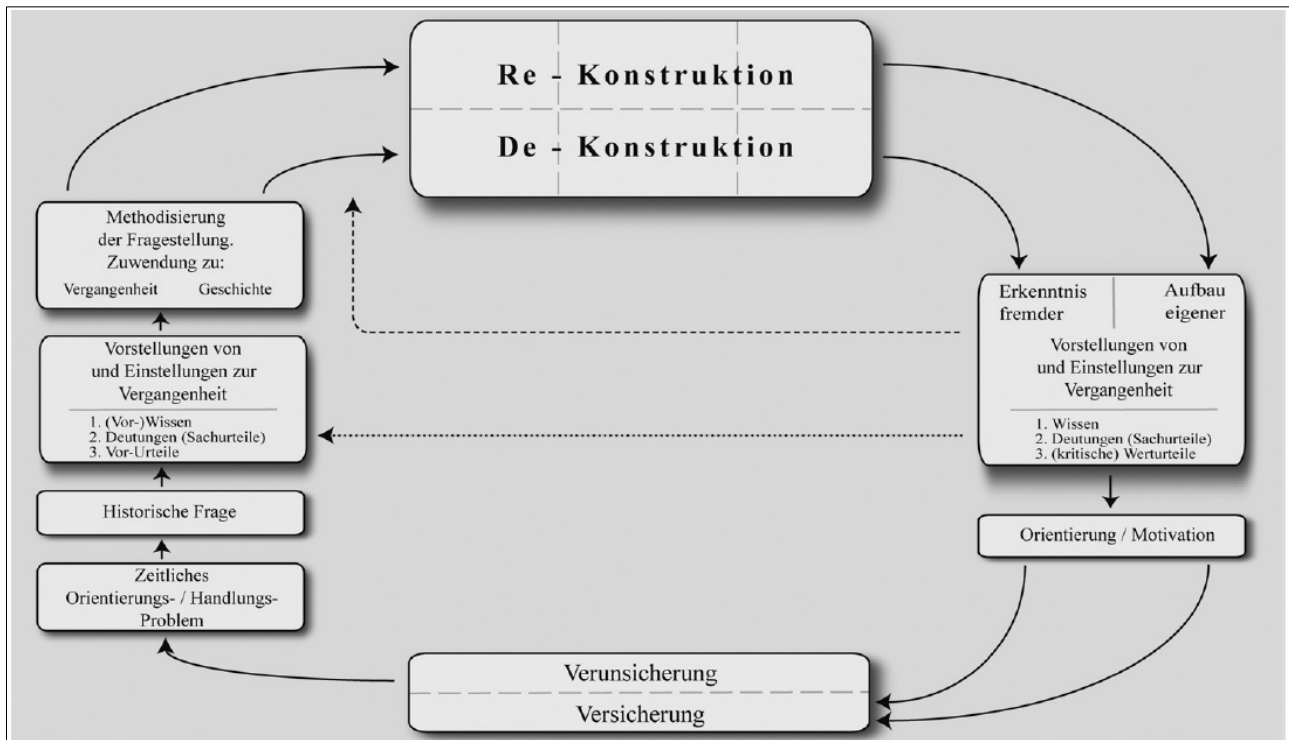 Re - Konstruktion
De - Konstruktion
Methodisierung
der Fragestellung.
Zuwendung zu:
Vergangenheit Geschichte
Vorstellungen von
und Einstellungen zur
Vergangenheit
1. (Vor-)Wissen
2. Deutungen (Sachurteile)
3. Vor-Urteile
Historische Frage
Zeitliches
Orientierungs- / Handlungs-
Problem
Erkenntnis
fremder
Aufbau
eigener
Vorstellungen von
und Einstellungen zur
Vergangenheit
1. Wissen
2. Deutungen (Sachurteile)
3. (kritische) Werturteile
Orientierung / Motivation
Verunsicherung
Versicherung